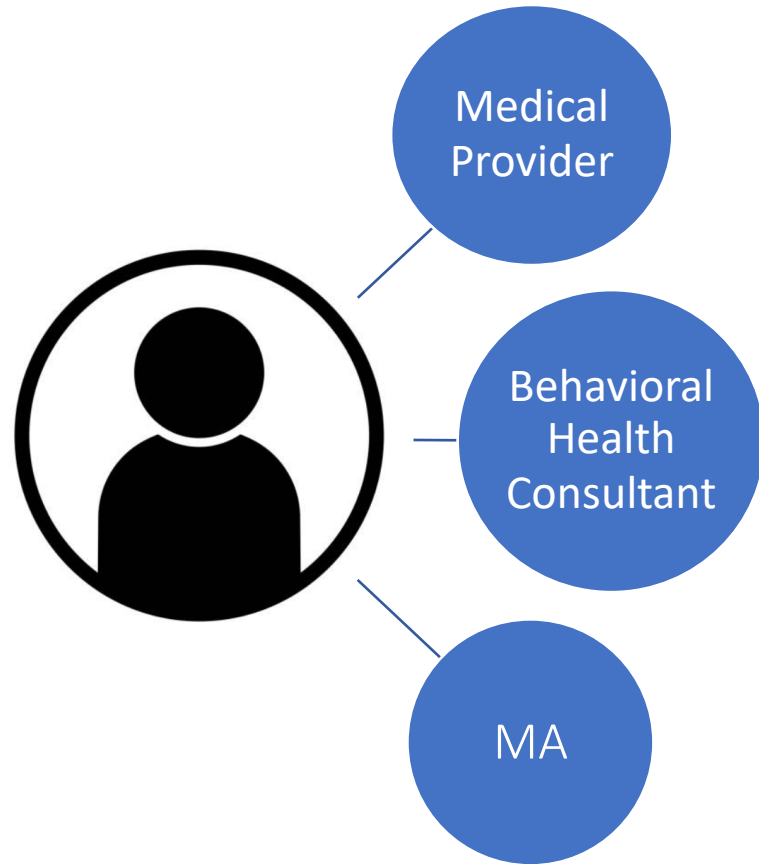 Medical
Provider
Behavioral
Health
Consultant
MA